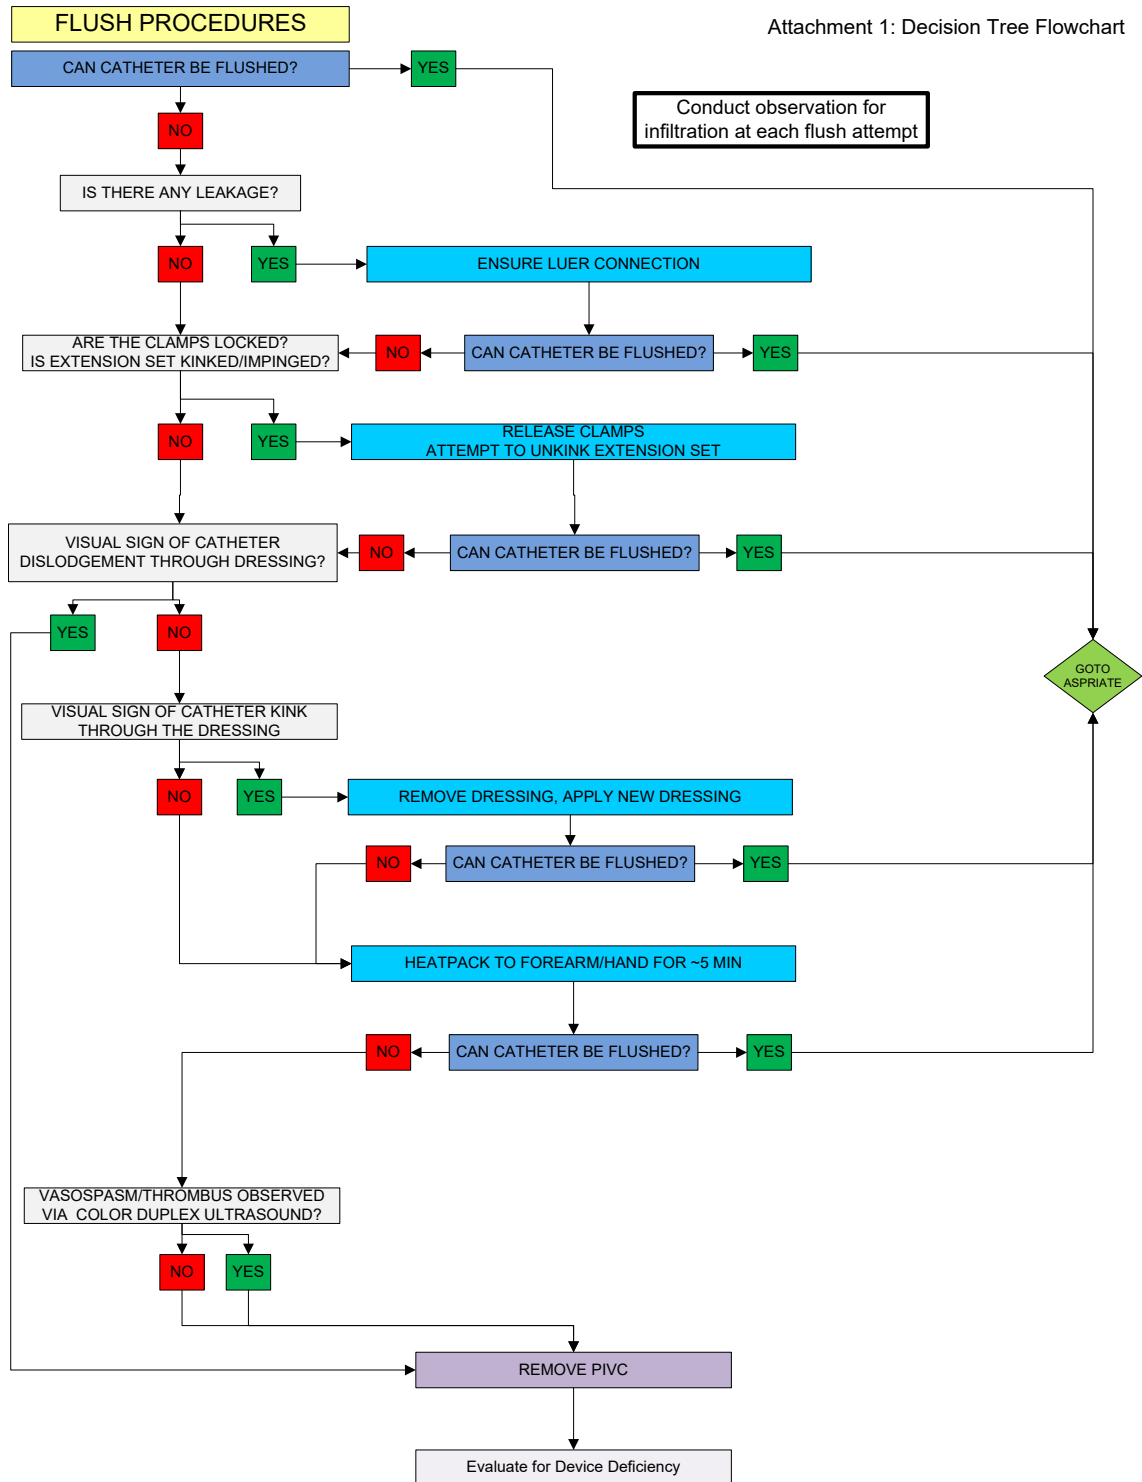 FLUSH PROCEDURES
Attachment 1: Decision Tree Flowchart
CAN CATHETER BE FLUSHED?
YES
Conduct observation for
infiltration at each flush attempt
NO
IS THERE ANY LEAKAGE?
NO
YES
ENSURE LUER CONNECTION
ARE THE CLAMPS LOCKED?
IS EXTENSION SET KINKED/IMPINGED?
NO
CAN CATHETER BE FLUSHED?
YES
NO
YES
RELEASE CLAMPS
ATTEMPT TO UNKINK EXTENSION SET
VISUAL SIGN OF CATHETER
DISLODGEMENT THROUGH DRESSING?
NO
CAN CATHETER BE FLUSHED?
YES
YES
NO
GOTO
ASPRIATE
VISUAL SIGN OF CATHETER KINK
THROUGH THE DRESSING
NO
YES
REMOVE DRESSING, APPLY NEW DRESSING
NO
CAN CATHETER BE FLUSHED?
YES
HEATPACK TO FOREARM/HAND FOR ~5 MIN
NO
CAN CATHETER BE FLUSHED?
YES
VASOSPASM/THROMBUS OBSERVED
VIA COLOR DUPLEX ULTRASOUND?
NO
YES
REMOVE PIVC
Evaluate for Device Deficiency